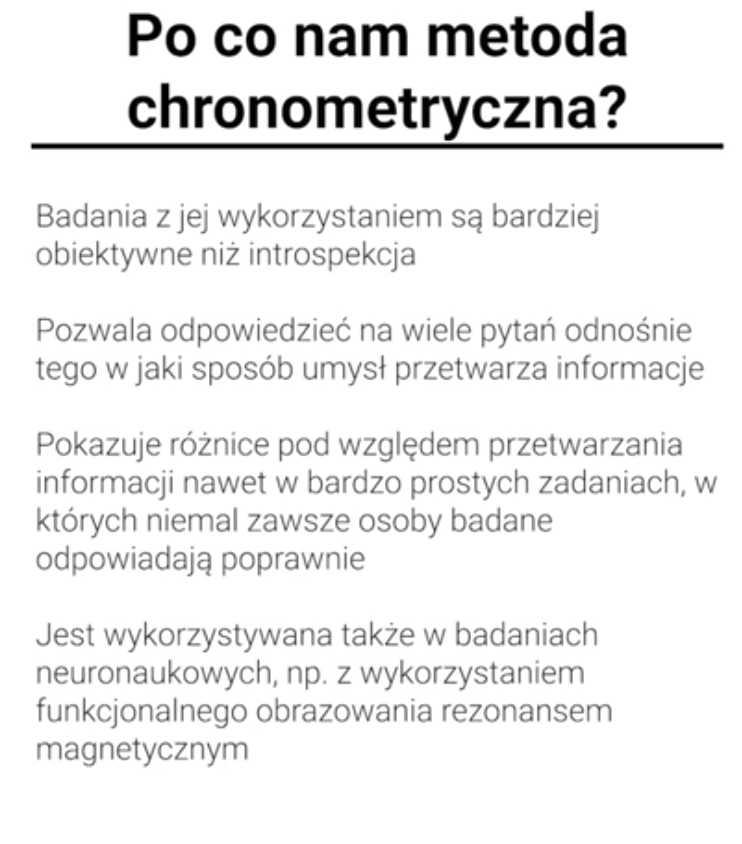 Po co nam metoda
chronometryczna?
Badania z jej wykorzystaniem są bardziej
obiektywne niż introspekcja
Pozwala odpowiedzieć na wiele pytań odnośnie
tego w jaki sposób umysł przetwarza informacje
Pokazuje różnice pod względem przetwarzania
informacji nawet w bardzo prostych zadaniach, w
których niemal zawsze osoby badane
odpowiadają poprawnie
Jest wykorzystywana także w badaniach
neuronaukowych, np. z wykorzystaniem
funkcjonalnego obrazowania rezonansem
magnetycznym